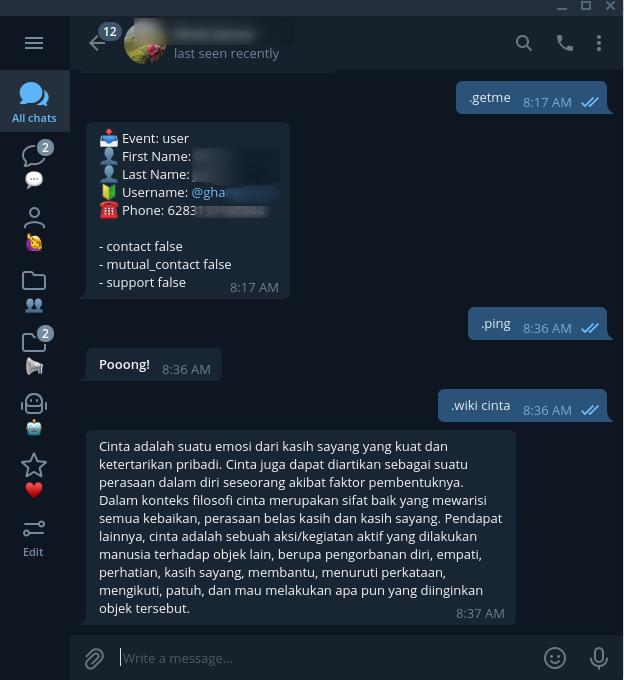 12
last seen recently
All chats
2
2
Edit
.getme 8:17 AM
Event: user
First Name:
Last Name:
Username: @ghan
Phone: 6283
- contact false
- mutual_contact false
- support false 8:17 AM
.ping 8:36 AM
Pooong! 8:36 AM
.wiki cinta 8:36 AM
Cinta adalah suatu emosi dari kasih sayang yang kuat dan
ketertarikan pribadi. Cinta juga dapat diartikan sebagai suatu
perasaan dalam diri seseorang akibat faktor pembentuknya.
Dalam konteks filosofi cinta merupakan sifat baik yang mewarisi
semua kebaikan, perasaan belas kasih dan kasih sayang. Pendapat
lainnya, cinta adalah sebuah aksi/kegiatan aktif yang dilakukan
manusia terhadap objek lain, berupa pengorbanan diri, empati,
perhatian, kasih sayang, membantu, menuruti perkataan,
mengikuti, patuh, dan mau melakukan apa pun yang diinginkan
objek tersebut. 8:37 AM
Write a message...